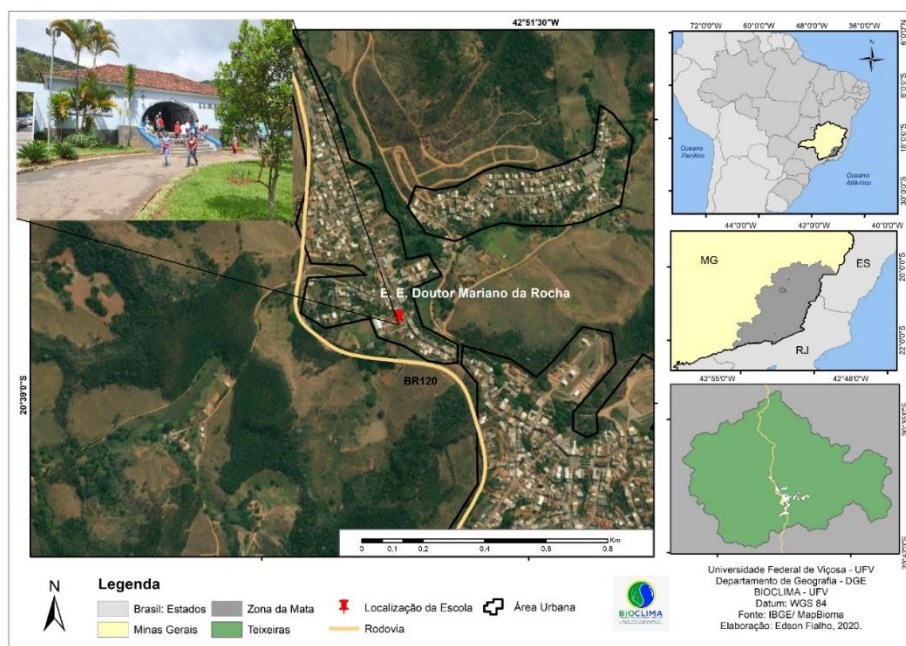 42°51'30"W
20°39'0"S
E. E. Doutor Mariano da Rocha
BR120
Km
0 0,1 0,2 0,4 0,6 0,8
72°0'0"W 60°0'0"W 48°0'0"W 36°0'0"W
6°0'0"N
6°0'0"S
18°0'0"S
30°0'0"S
N
Oceano
Pacífico
Oceano
Atlântico
44°0'0"W 42°0'0"W 40°0'0"W
20°0'0"S
22°0'0"S
MG
ES
RJ
42°55'0"W 42°48'0"W
N
Legenda
Brasil: Estados
Zona da Mata
Localização da Escola
Área Urbana
Minas Gerais
Teixeiras
Rodovia
BIOCLIMA
Universidade Federal de Viçosa - UFV
Departamento de Geografia - DGE
BIOCLIMA - UFV
Datum: WGS 84
Fonte: IBGE/ MapBioma
Elaboração: Edson Fialho, 2020.